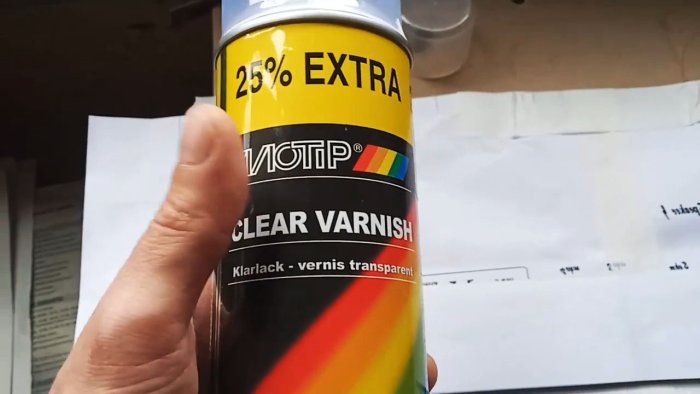 25% EXTRA
MOTIP®
CLEAR VARNISH
Klarlack - vernis transparent